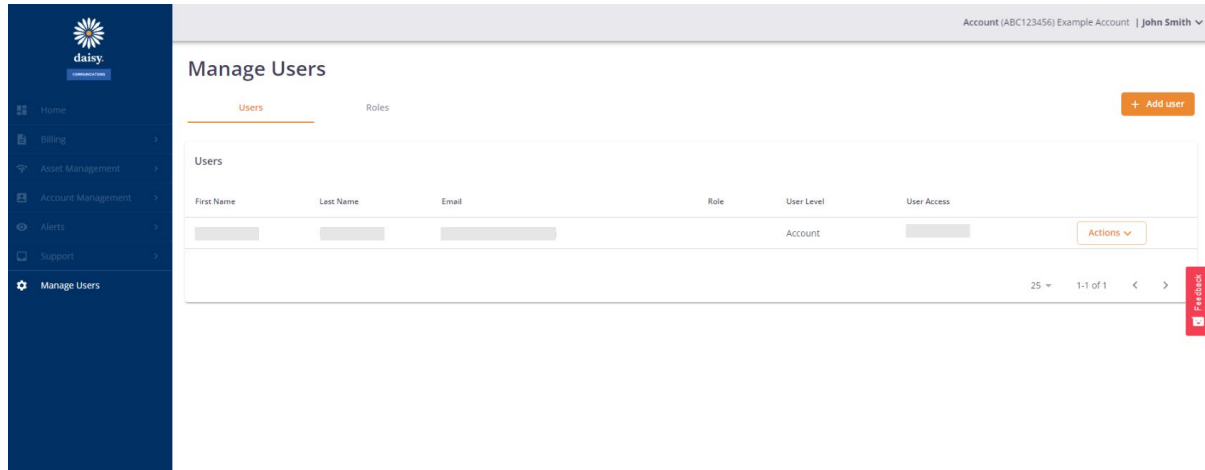 Account (ABC123456) Example Account | John Smith
daisy.
COMMUNICATIONS
Manage Users
Users Roles
+ Add user
Home
Billing
Asset Management
Account Management
Alerts
Support
Manage Users
Users
First Name Last Name Email Role User Level User Access
Account Actions
25 1-1 of 1
Feedback